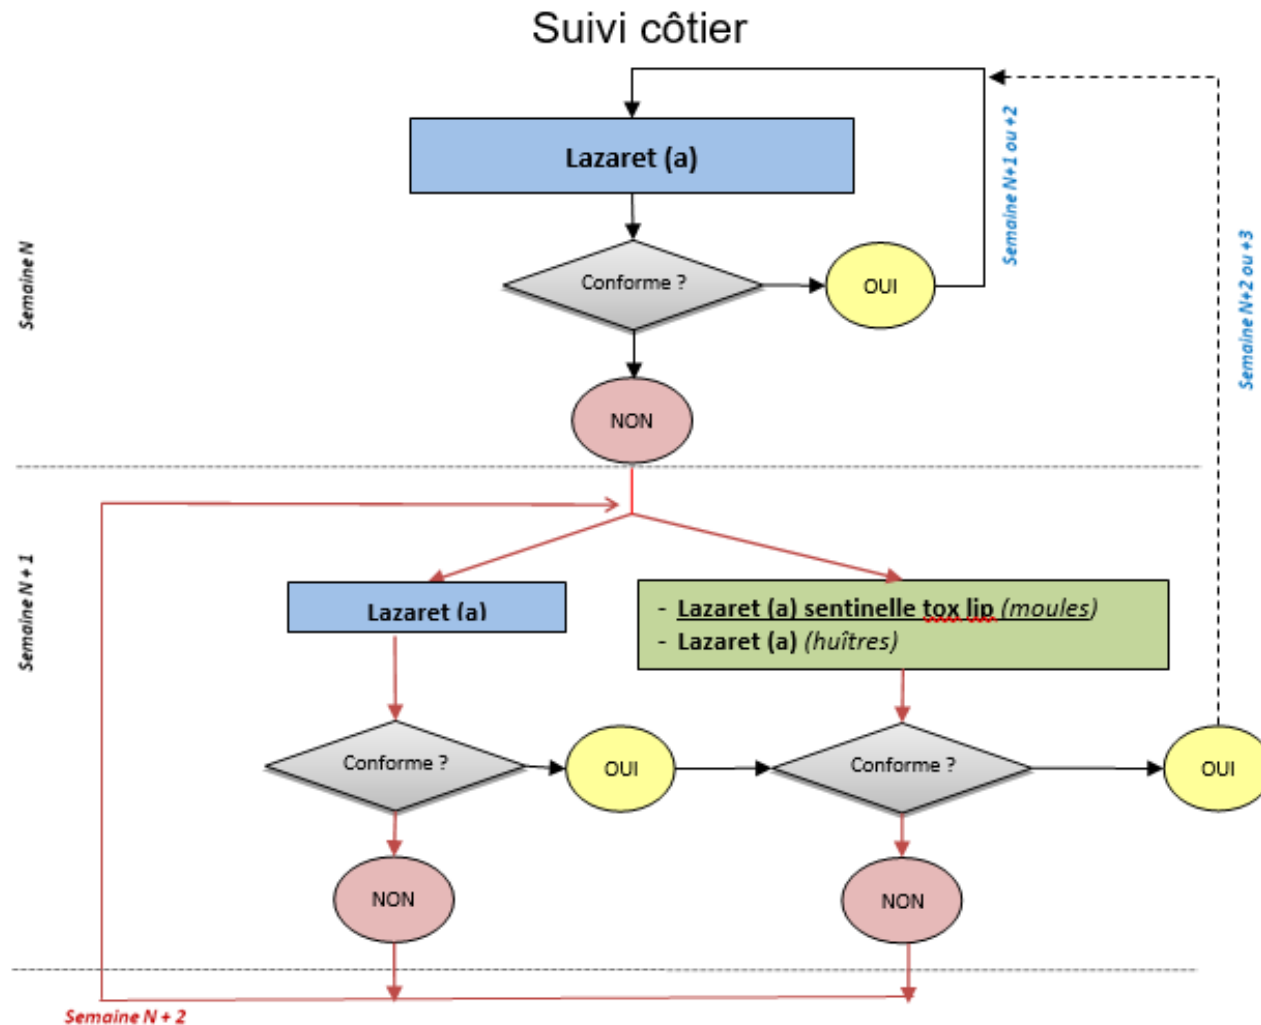 Suivi côtier
Semaine N+1 ou +2
Lazaret (a)
Semaine N
Conforme ?
OUI
Semaine N+2 ou +3
NON
Semaine N + 1
Lazaret (a)
- Lazaret (a) sentinelle tox lip (moules)
- Lazaret (a) (huîtres)
Conforme ?
OUI
Conforme ?
OUI
NON
NON
Semaine N + 2